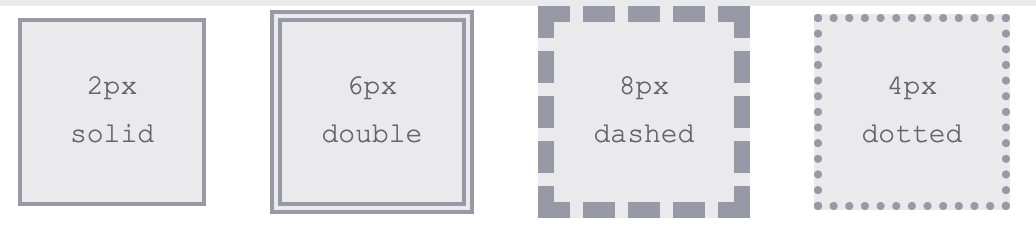 2px
solid
6px
double
8px
dashed
4px
dotted